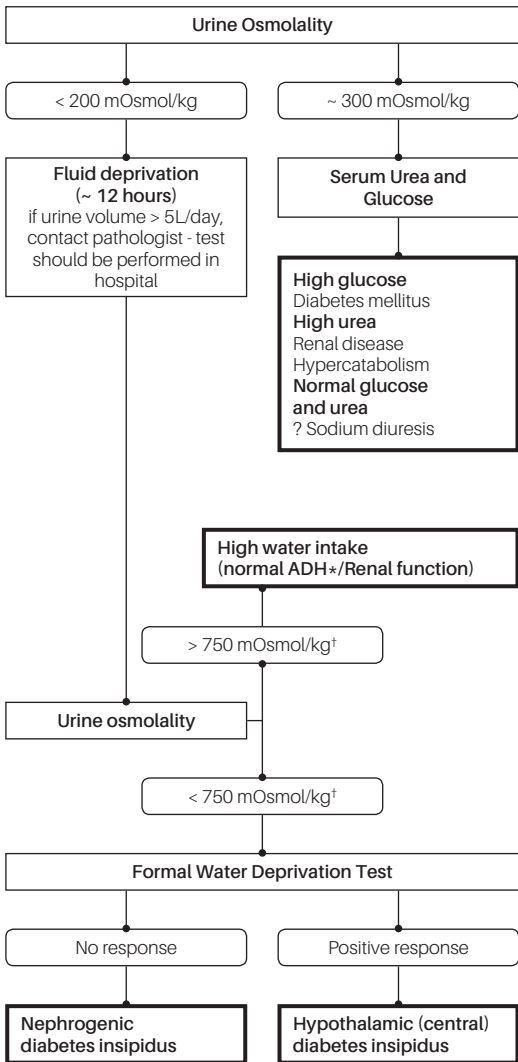 Urine Osmolality
< 200 mOsmol/kg
~ 300 mOsmol/kg
Fluid deprivation
(~ 12 hours)
if urine volume > 5L/day,
contact pathologist - test
should be performed in
hospital
Serum Urea and
Glucose
High glucose
Diabetes mellitus
High urea
Renal disease
Hypercatabolism
Normal glucose
and urea
? Sodium diuresis
High water intake
(normal ADH*/Renal function)
> 750 mOsmol/kg†
Urine osmolality
< 750 mOsmol/kg†
Formal Water Deprivation Test
No response
Positive response
Nephrogenic
diabetes insipidus
Hypothalamic (central)
diabetes insipidus